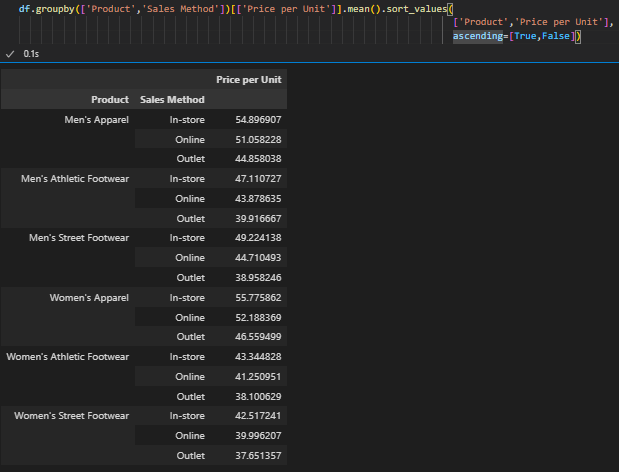 df.groupby(['Product','Sales Method'])[['Price per Unit']].mean().sort_values(
['Product','Price per Unit'],
ascending=[True,False])
✓ 0.1s
Price per Unit
Product Sales Method
Men's Apparel In-store 54.896907
Online 51.058228
Outlet 44.858038
Men's Athletic Footwear In-store 47.110727
Online 43.878635
Outlet 39.916667
Men's Street Footwear In-store 49.224138
Online 44.710493
Outlet 38.958246
Women's Apparel In-store 55.775862
Online 52.188369
Outlet 46.559499
Women's Athletic Footwear In-store 43.344828
Online 41.250951
Outlet 38.100629
Women's Street Footwear In-store 42.517241
Online 39.996207
Outlet 37.651357